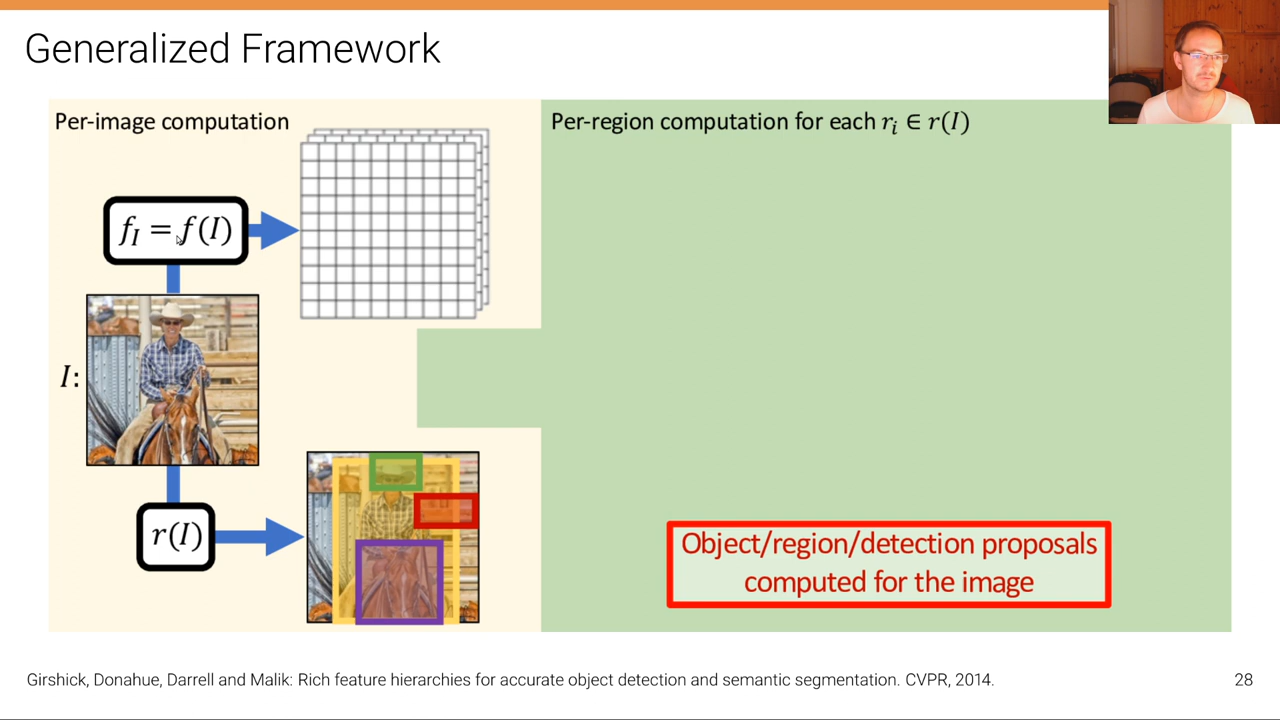 Generalized Framework
Per-image computation
Per-region computation for each rᵢ ∈ r(I)
f_I = f(I)
I:
r(I)
Object/region/detection proposals
computed for the image
Girshick, Donahue, Darrell and Malik: Rich feature hierarchies for accurate object detection and semantic segmentation. CVPR, 2014.
28